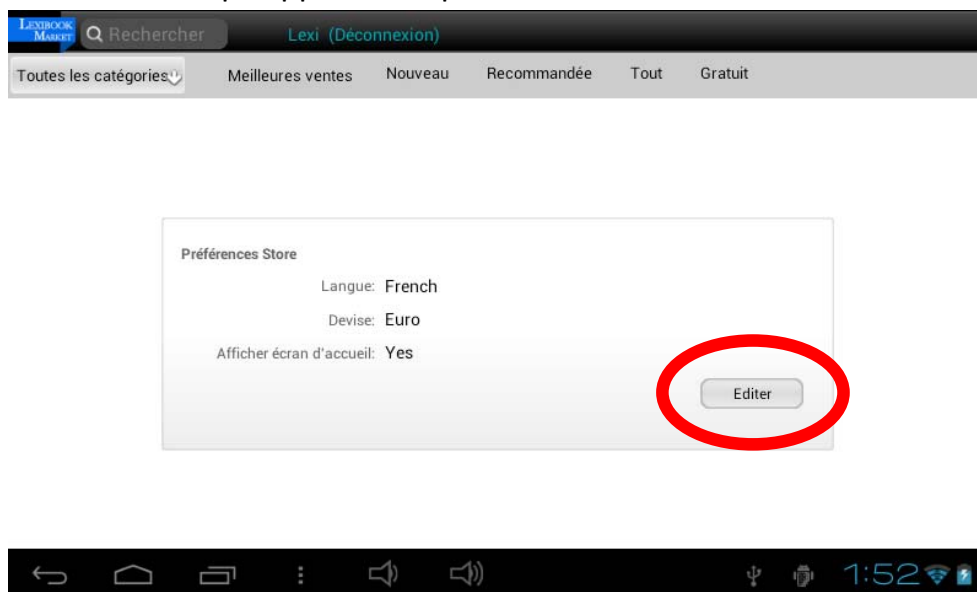 LEXIBOOK
MARKET
Rechercher
Lexi (Déconnexion)
Toutes les catégories
Meilleures ventes
Nouveau
Recommandée
Tout
Gratuit
Préférences Store
Langue: French
Devise: Euro
Afficher écran d'accueil: Yes
Editer
1:52